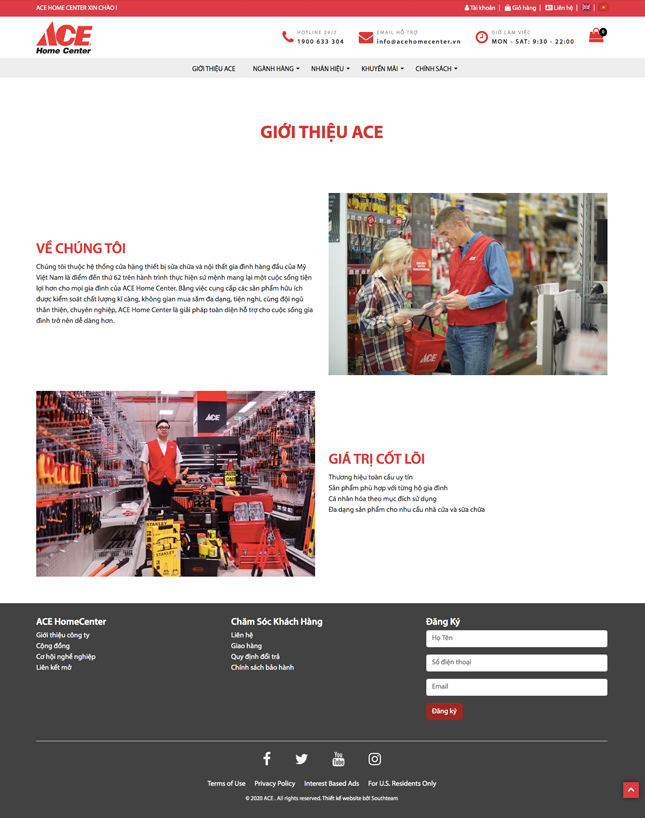 ACE HOME CENTER XIN CHÀO !
Tài khoản | Giỏ hàng | Liên hệ | |
ACE
Home Center
HOTLINE 24/7
1900 633 304
EMAIL HỖ TRỢ
info@acehomecenter.vn
GIỜ LÀM VIỆC
MON - SAT: 9:30 - 22:00
0
GIỚI THIỆU ACE NGÀNH HÀNG NHÃN HIỆU KHUYẾN MÃI CHÍNH SÁCH
GIỚI THIỆU ACE
VỀ CHÚNG TÔI
Chúng tôi thuộc hệ thống cửa hàng thiết bị sửa chữa và nội thất gia đình hàng đầu của Mỹ
Việt Nam là điểm đến thứ 62 trên hành trình thực hiện sứ mệnh mang lại một cuộc sống tiện
lợi hơn cho mọi gia đình của ACE Home Center. Bằng việc cung cấp các sản phẩm hữu ích
được kiểm soát chất lượng kĩ càng, không gian mua sắm đa dạng, tiện nghi, cùng đội ngũ
thân thiện, chuyên nghiệp, ACE Home Center là giải pháp toàn diện hỗ trợ cho cuộc sống gia
đình trở nên dễ dàng hơn.
ACE
ACE
STANLEY
STANLEY
GIÁ TRỊ CỐT LÕI
Thương hiệu toàn cầu uy tín
Sản phẩm phù hợp với từng hộ gia đình
Cá nhân hóa theo mục đích sử dụng
Đa dạng sản phẩm cho nhu cầu nhà cửa và sữa chữa
ACE HomeCenter
Giới thiệu công ty
Cộng đồng
Cơ hội nghề nghiệp
Liên kết mở
Chăm Sóc Khách Hàng
Liên hệ
Giao hàng
Quy định đổi trả
Chính sách bảo hành
Đăng Ký
Họ Tên
Số điện thoại
Email
Đăng ký
You
Tube
Terms of Use Privacy Policy Interest Based Ads For U.S. Residents Only
© 2020 ACE . All rights reserved. Thiết kế website bởi Southteam